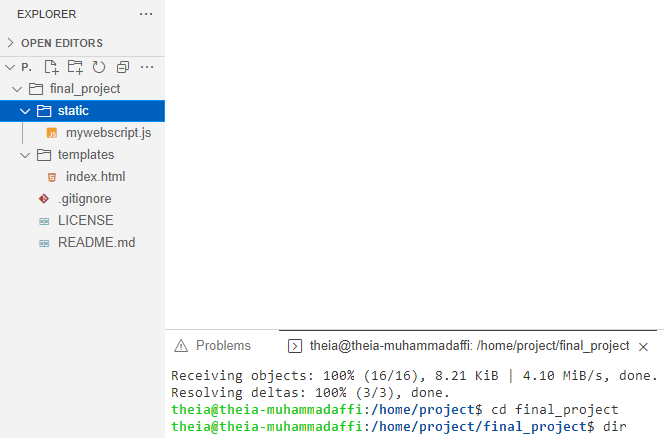 EXPLORER
OPEN EDITORS
P.
final_project
static
mywebscript.js
templates
index.html
.gitignore
LICENSE
README.md
Problems
theia@theia-muhammadaffi: /home/project/final_project
Receiving objects: 100% (16/16), 8.21 KiB | 4.10 MiB/s, done.
Resolving deltas: 100% (3/3), done.
theia@theia-muhammadaffi:/home/project$ cd final_project
theia@theia-muhammadaffi:/home/project/final_project$ dir